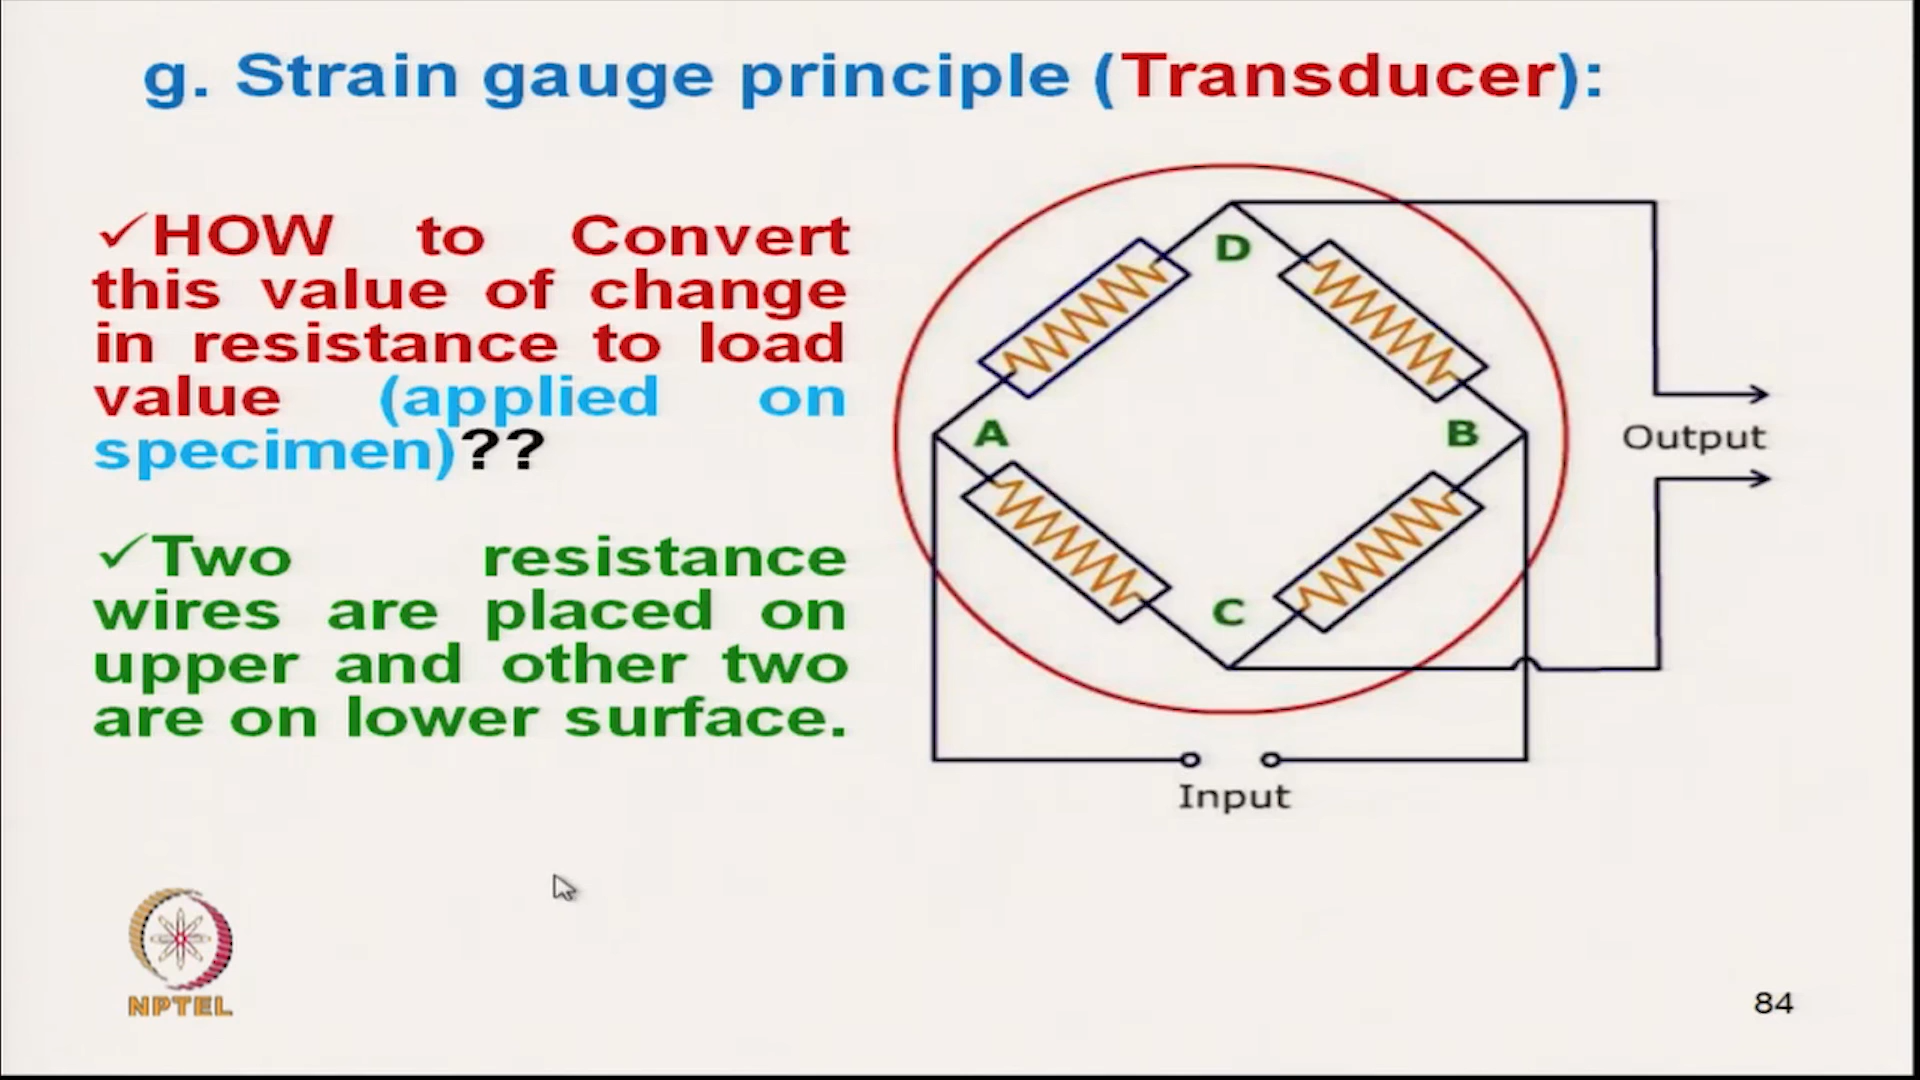 g. Strain gauge principle (Transducer):
✓HOW to Convert
this value of change
in resistance to load
value (applied on
specimen)??
✓Two resistance
wires are placed on
upper and other two
are on lower surface.
D
A
B
C
Output
Input
NPTEL
84